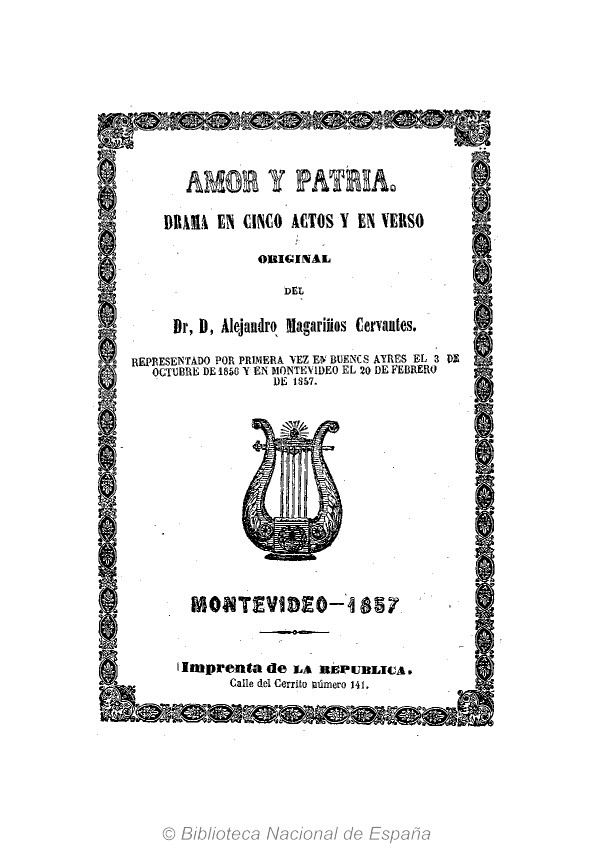 AMOR Y PATRIA.
DRAMA EN CINCO ACTOS Y EN VERSO
ORIGINAL
DEL
Dr, D, Alejandro Magariños Cervantes.
REPRESENTADO POR PRIMERA VEZ EN BUENOS AYRES EL 3 DE
OCTUBRE DE 1856 Y EN MONTEVIDEO EL 20 DE FEBRERO
DE 1857.
MONTEVIDEO—1857
Imprenta de LA REPUBLICA.
Calle del Cerrito número 141.
© Biblioteca Nacional de España